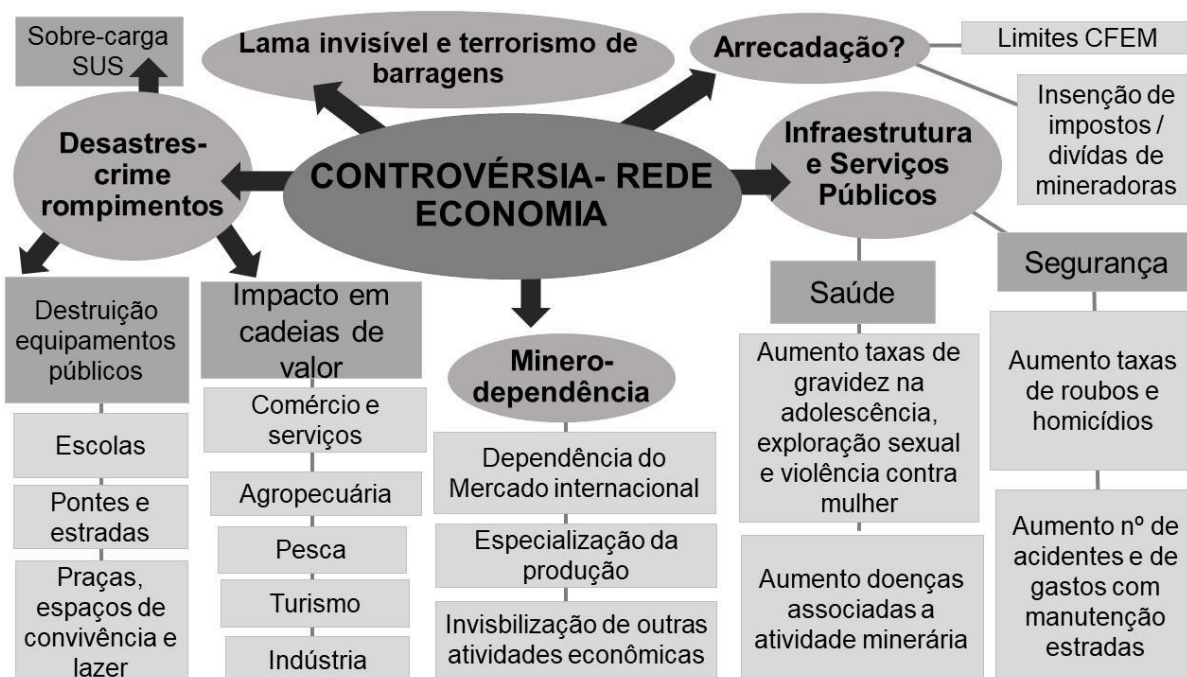 Sobre-carga
SUS
Lama invisível e terrorismo de
barragens
Arrecadação?
Limites CFEM
Insenção de
impostos /
divídas de
mineradoras
Desastres-
crime
rompimentos
CONTROVÉRSIA- REDE
ECONOMIA
Infraestrutura
e Serviços
Públicos
Destruição
equipamentos
públicos
Escolas
Pontes e
estradas
Praças,
espaços de
convivência e
lazer
Impacto em
cadeias de
valor
Comércio e
serviços
Agropecuária
Pesca
Turismo
Indústria
Minero-
dependência
Dependência do
Mercado internacional
Especialização da
produção
Invisbilização de outras
atividades econômicas
Saúde
Aumento taxas de
gravidez na
adolescência,
exploração sexual
e violência contra
mulher
Aumento doenças
associadas a
atividade minerária
Segurança
Aumento taxas
de roubos e
homicídios
Aumento nº de
acidentes e de
gastos com
manutenção
estradas